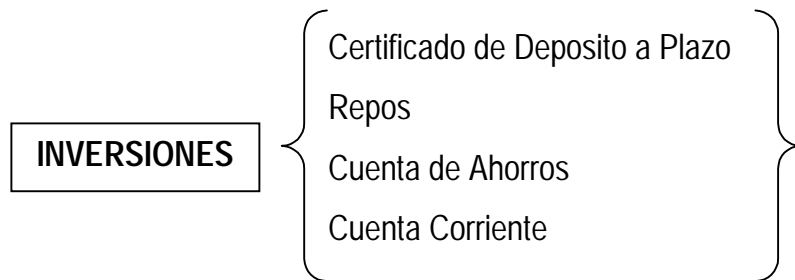 Certificado de Deposito a Plazo
Repos
INVERSIONES
Cuenta de Ahorros
Cuenta Corriente